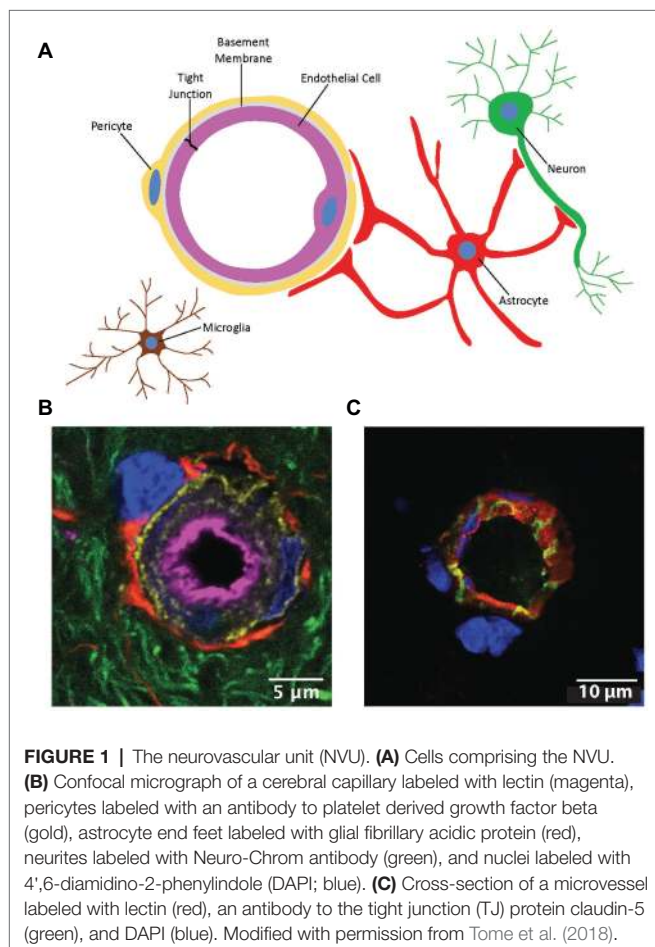 A
Basement
Membrane
Tight
Junction
Endothelial Cell
Pericyte
Neuron
Astrocyte
Microglia
B
C
5 µm
10 µm
FIGURE 1 | The neurovascular unit (NVU). (A) Cells comprising the NVU.
(B) Confocal micrograph of a cerebral capillary labeled with lectin (magenta),
pericytes labeled with an antibody to platelet derived growth factor beta
(gold), astrocyte end feet labeled with glial fibrillary acidic protein (red),
neurites labeled with Neuro-Chrom antibody (green), and nuclei labeled with
4',6-diamidino-2-phenylindole (DAPI; blue). (C) Cross-section of a microvessel
labeled with lectin (red), an antibody to the tight junction (TJ) protein claudin-5
(green), and DAPI (blue). Modified with permission from Tome et al. (2018).